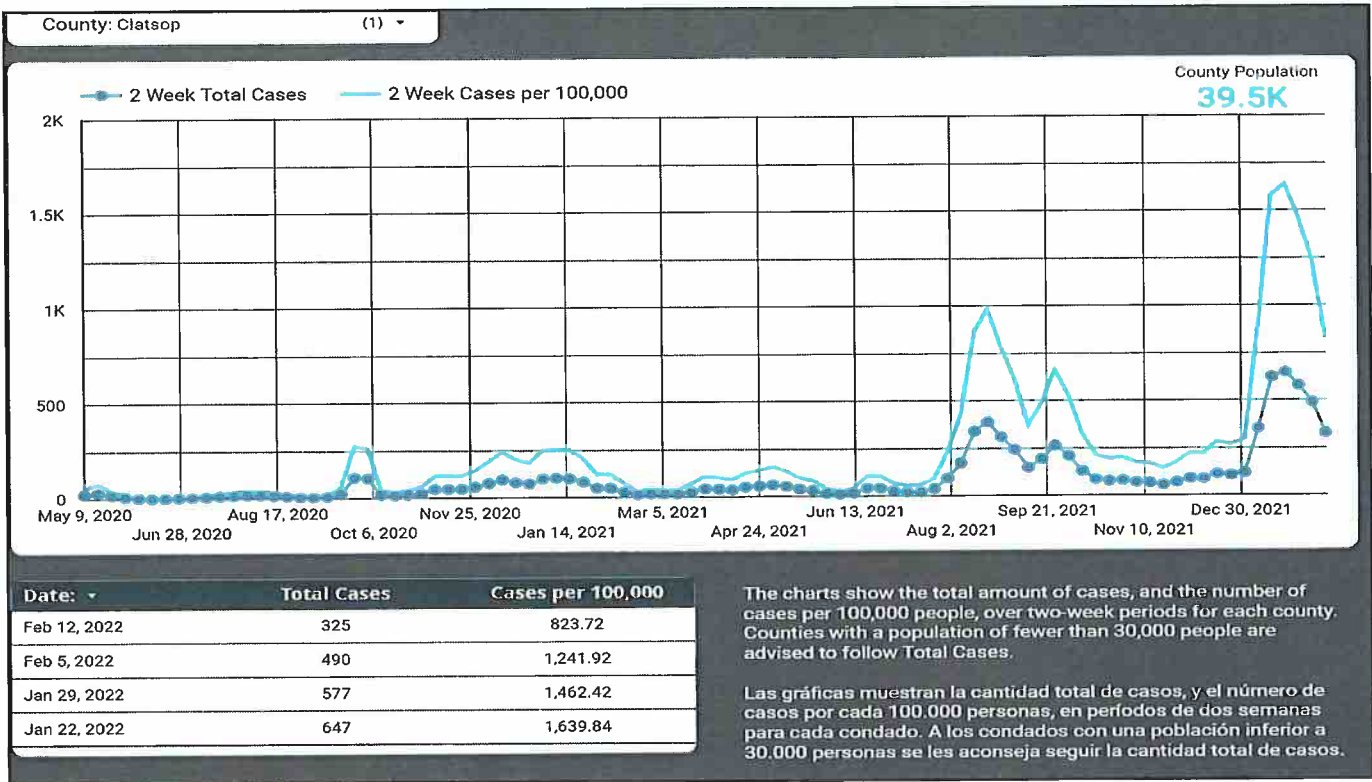 County: Clatsop (1)
2 Week Total Cases 2 Week Cases per 100,000
County Population
39.5K
2K
1.5K
1K
500
0
May 9, 2020 Aug 17, 2020 Nov 25, 2020 Mar 5, 2021 Jun 13, 2021 Sep 21, 2021 Dec 30, 2021
Jun 28, 2020 Oct 6, 2020 Jan 14, 2021 Apr 24, 2021 Aug 2, 2021 Nov 10, 2021
Date: Total Cases Cases per 100,000
Feb 12, 2022 325 823.72
Feb 5, 2022 490 1,241.92
Jan 29, 2022 577 1,462.42
Jan 22, 2022 647 1,639.84
The charts show the total amount of cases, and the number of
cases per 100,000 people, over two-week periods for each county.
Counties with a population of fewer than 30,000 people are
advised to follow Total Cases.
Las gráficas muestran la cantidad total de casos, y el número de
casos por cada 100.000 personas, en períodos de dos semanas
para cada condado. A los condados con una población inferior a
30.000 personas se les aconseja seguir la cantidad total de casos.